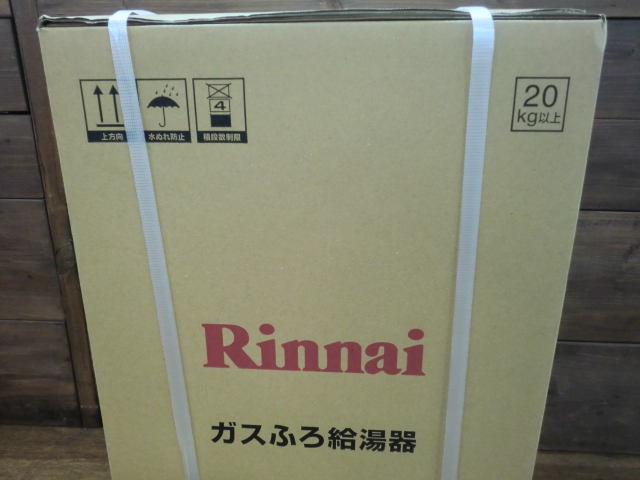 上方向
水ぬれ防止
4
積段数制限
20
kg以上
Rinnai
ガスふろ給湯器